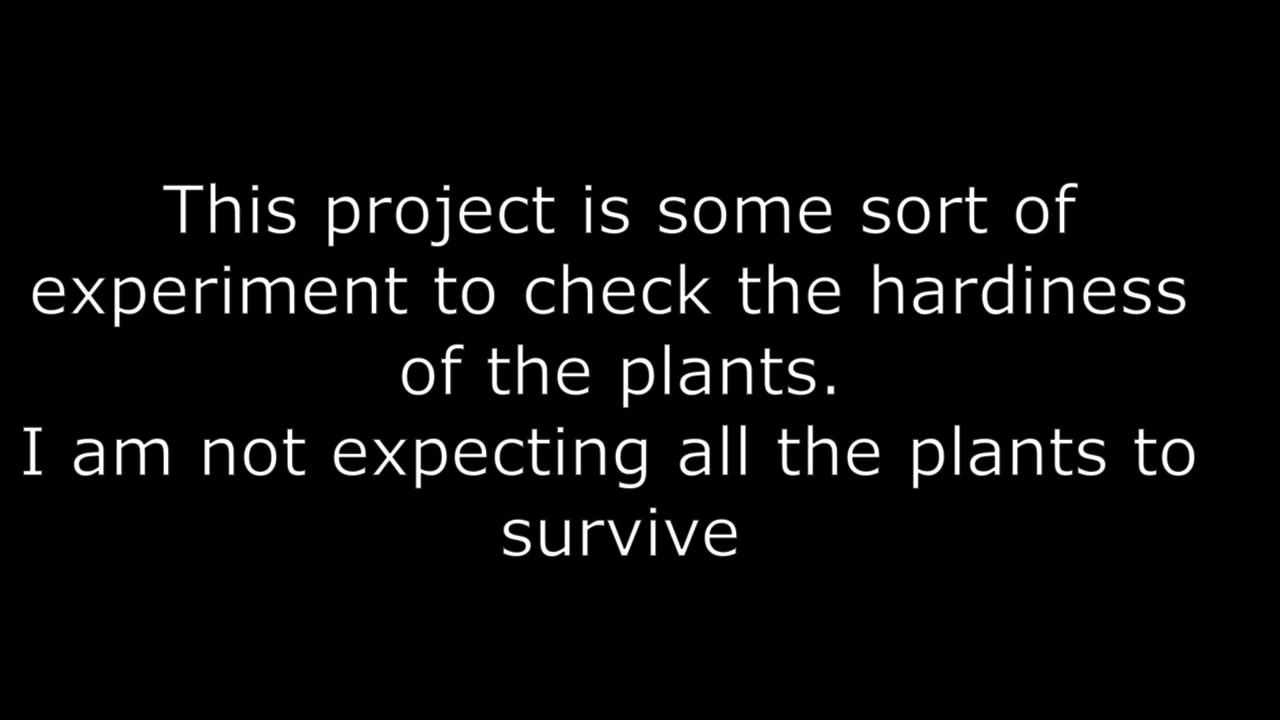 This project is some sort of
experiment to check the hardiness
of the plants.
I am not expecting all the plants to
survive